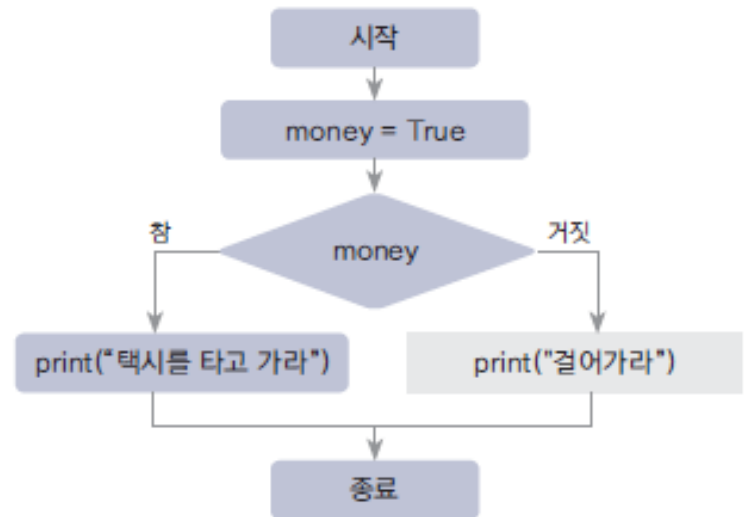 시작
money = True
참
거짓
money
print(“택시를 타고 가라”)
print("걸어가라”)
종료